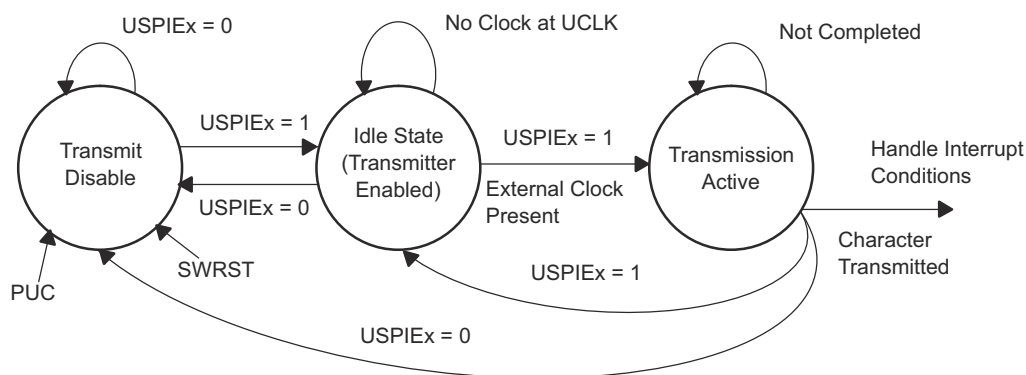 USPIEx = 0
No Clock at UCLK
Not Completed
Transmit
Disable
USPIEx = 1
USPIEx = 0
Idle State
(Transmitter
Enabled)
USPIEx = 1
External Clock
Present
Transmission
Active
Handle Interrupt
Conditions
Character
Transmitted
PUC
SWRST
USPIEx = 1
USPIEx = 0